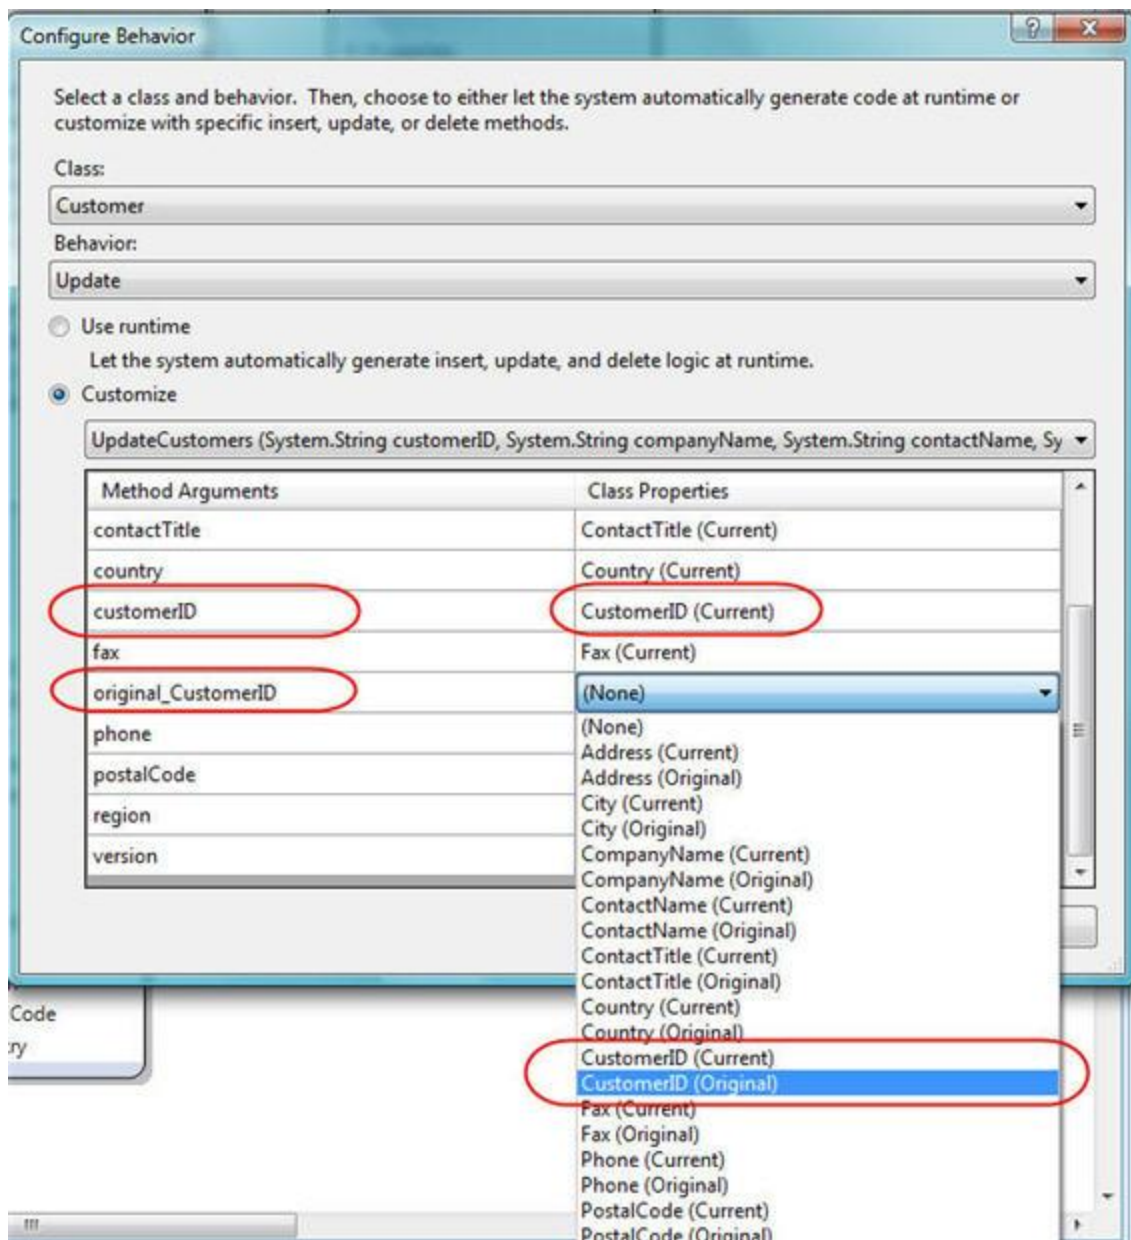 Configure Behavior
Select a class and behavior.  Then, choose to either let the system automatically generate code at runtime or
customize with specific insert, update, or delete methods.
Class:
Customer
Behavior:
Update
Use runtime
Let the system automatically generate insert, update, and delete logic at runtime.
Customize
UpdateCustomers (System.String customerID, System.String companyName, System.String contactName, Sy
Method Arguments Class Properties
contactTitle ContactTitle (Current)
country Country (Current)
customerID CustomerID (Current)
fax Fax (Current)
original_CustomerID (None)
phone
postalCode
region
version
(None)
Address (Current)
Address (Original)
City (Current)
City (Original)
CompanyName (Current)
CompanyName (Original)
ContactName (Current)
ContactName (Original)
ContactTitle (Current)
ContactTitle (Original)
Country (Current)
Country (Original)
CustomerID (Current)
CustomerID (Original)
Fax (Current)
Fax (Original)
Phone (Current)
Phone (Original)
PostalCode (Current)
PostalCode (Original)
Code
ry